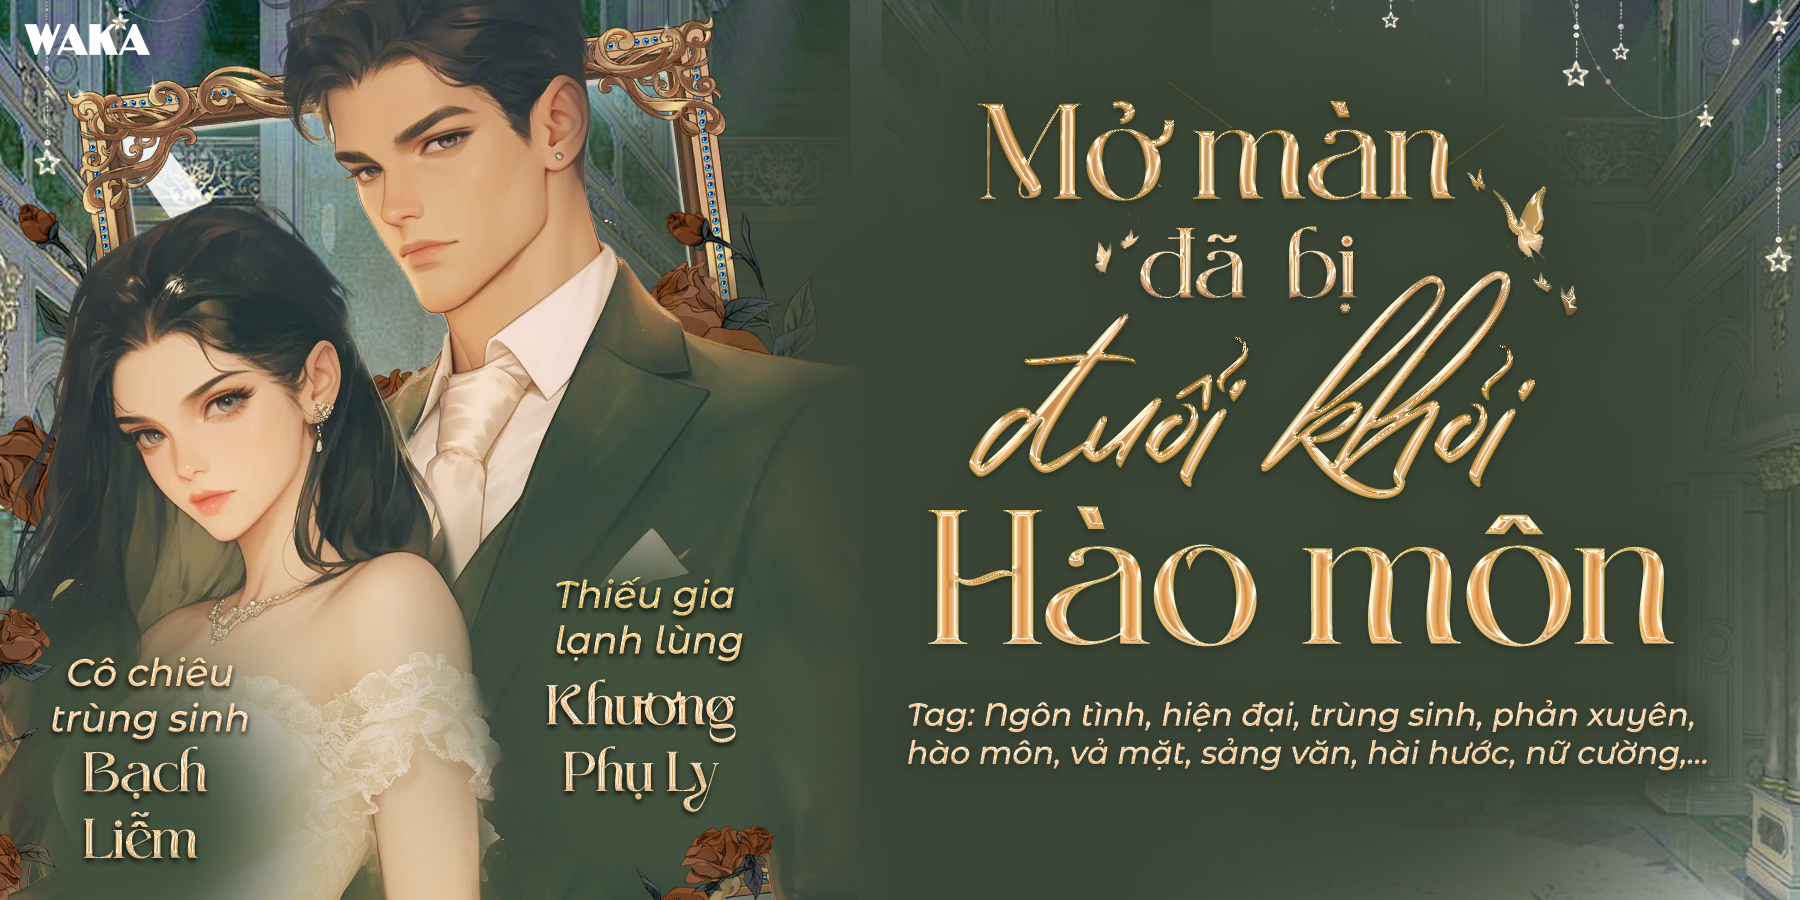 WAKA
Mở màn
đã bị
đuổi khỏi
Hào môn
Thiếu gia
lạnh lùng
Khương
Phụ Ly
Cô chiêu
trùng sinh
Bạch
Liễm
Tag: Ngôn tình, hiện đại, trùng sinh, phản xuyên,
hào môn, vả mặt, sảng văn, hài hước, nữ cường,...